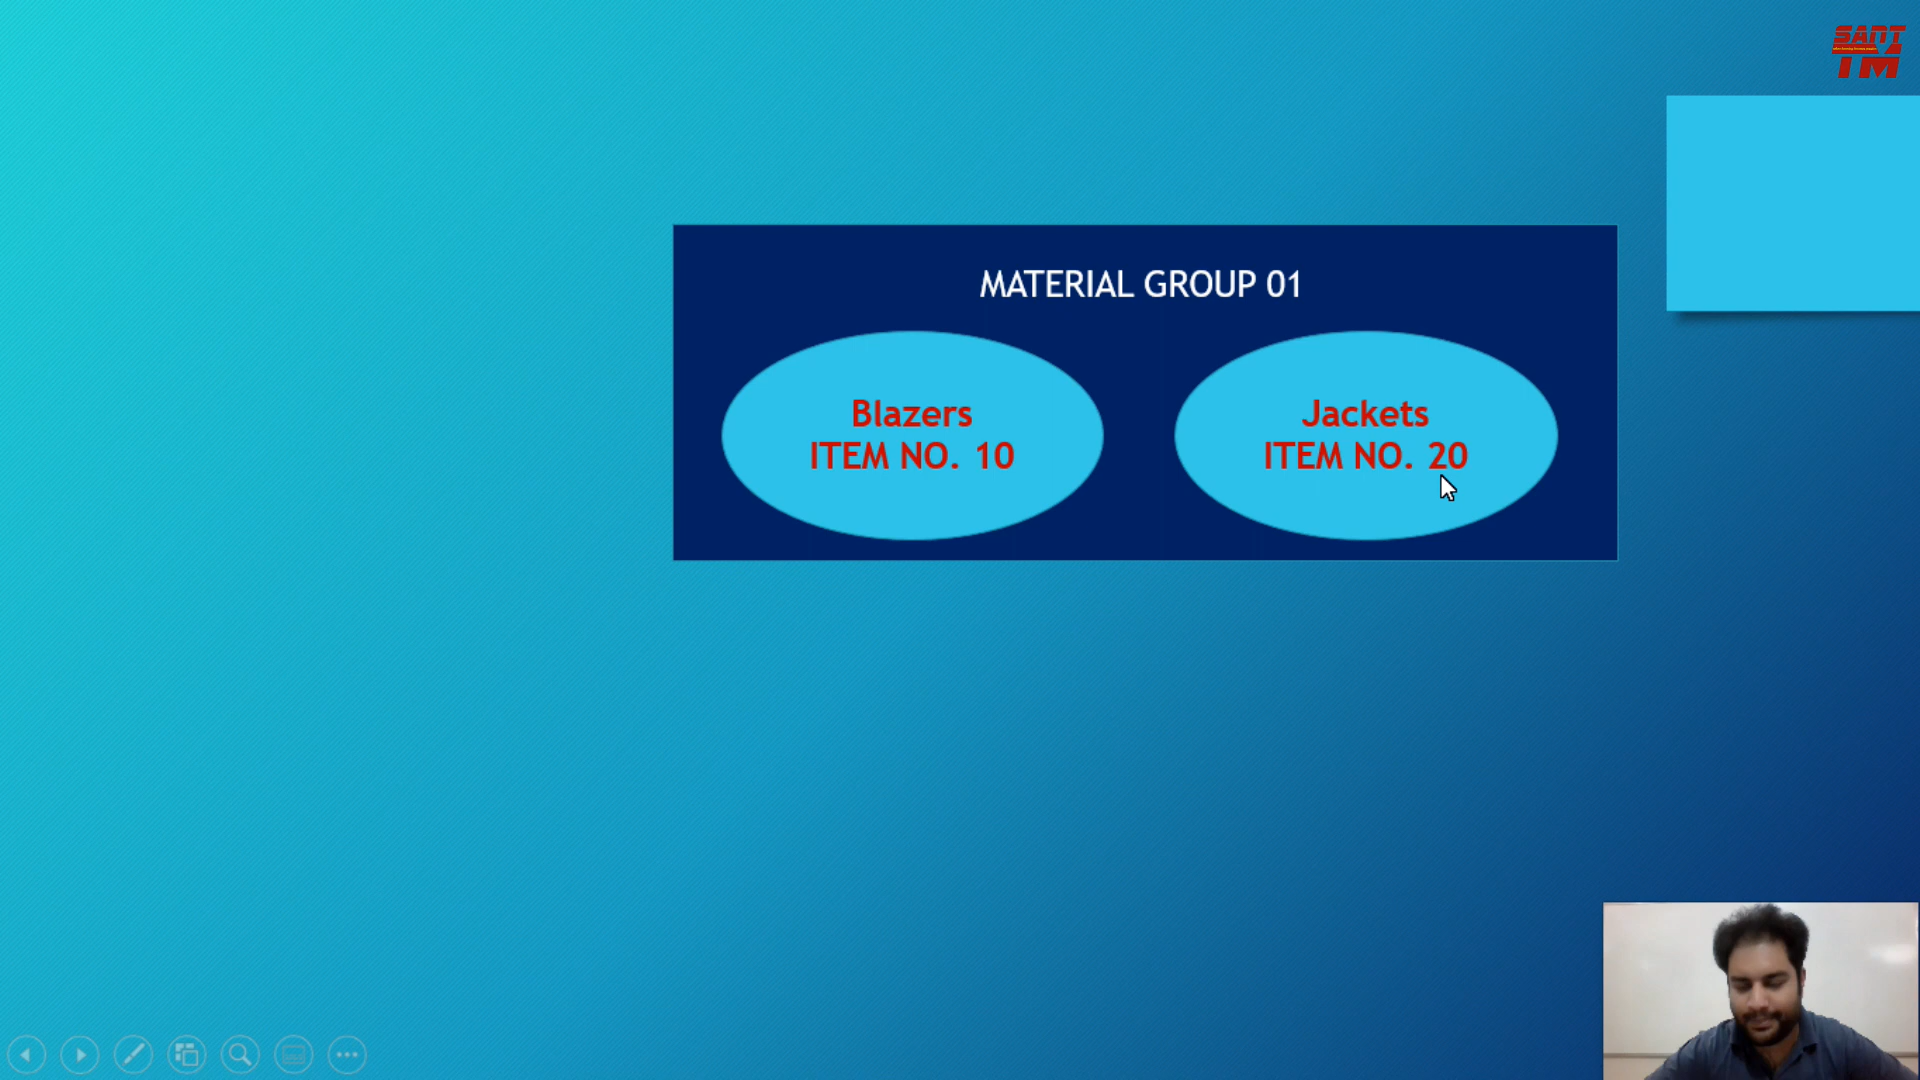 SANT
TM
MATERIAL GROUP 01
Blazers
ITEM NO. 10
Jackets
ITEM NO. 20